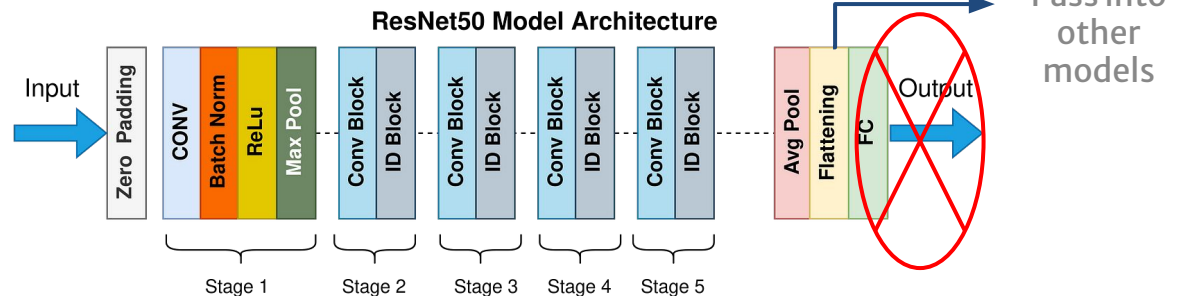 ResNet50 Model Architecture
Pass into
other
models
Input
Output
Zero Padding
CONV
Batch Norm
ReLu
Max Pool
Conv Block
ID Block
Conv Block
ID Block
Conv Block
ID Block
Conv Block
ID Block
Avg Pool
Flattening
FC
Stage 1
Stage 2
Stage 3
Stage 4
Stage 5